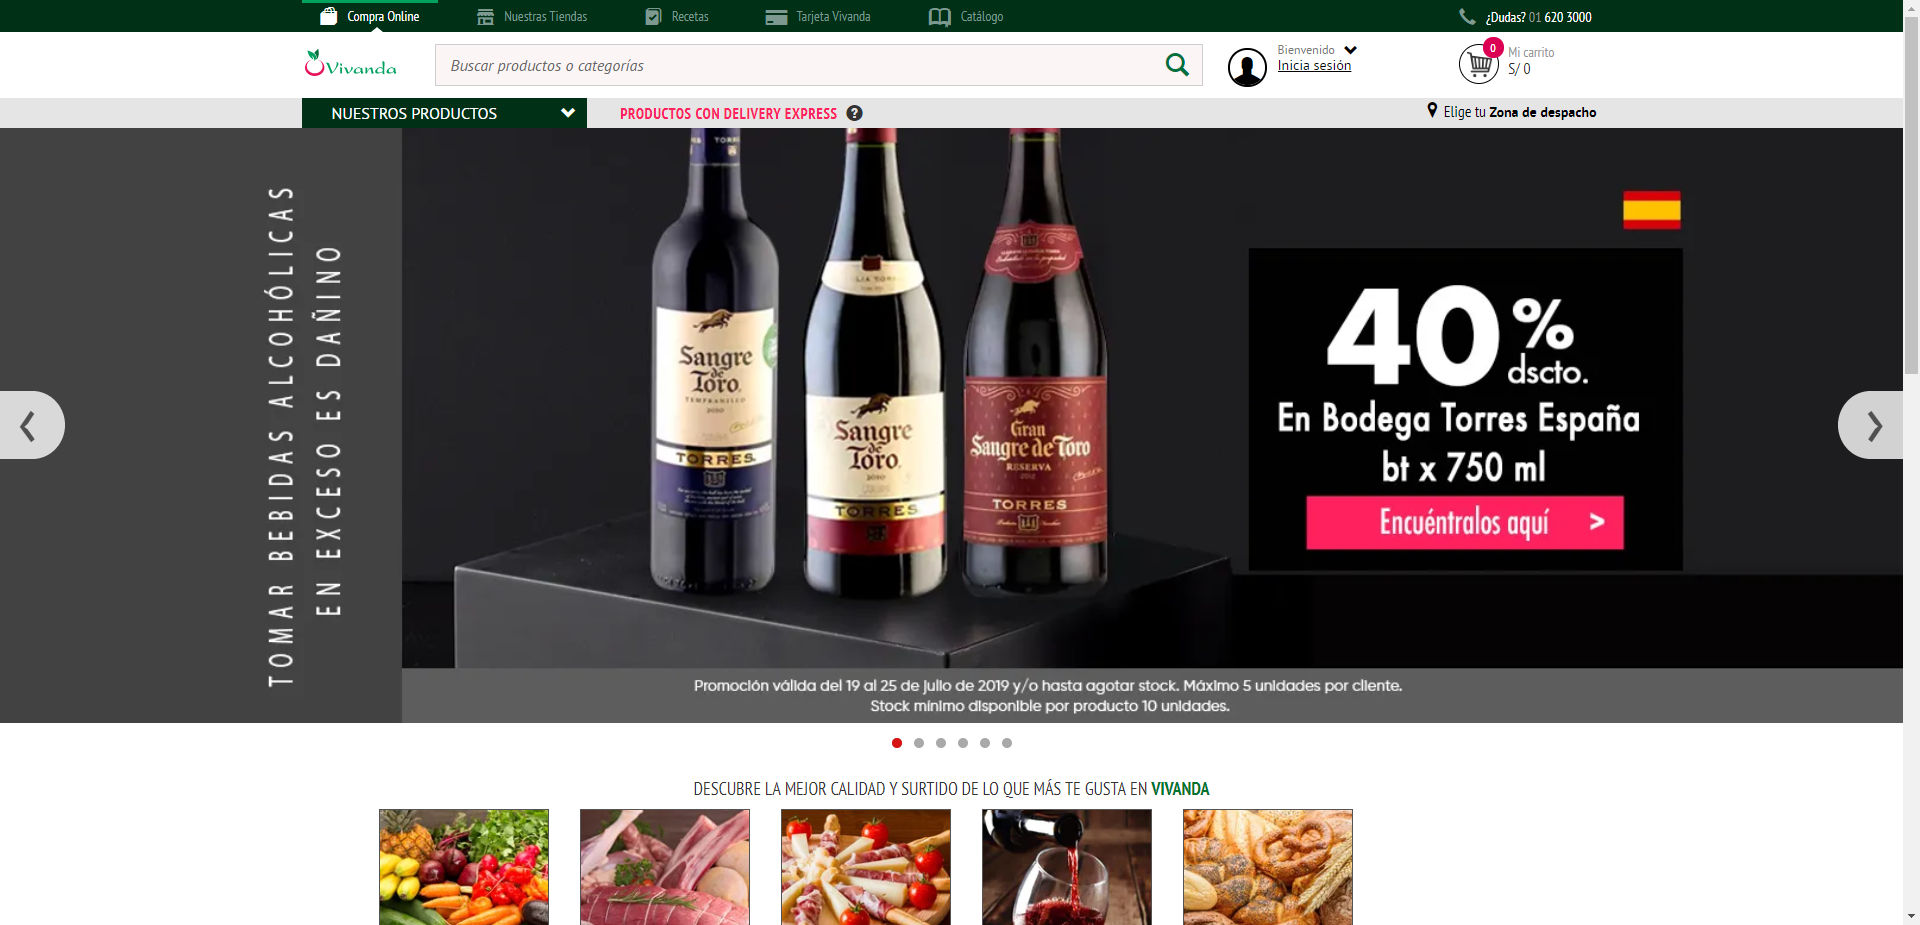 Compra Online
Nuestras Tiendas
Recetas
Tarjeta Vivanda
Catálogo
¿Dudas? 01 620 3000
Vivanda
Buscar productos o categorías
Bienvenido
Inicia sesión
0
Mi carrito
S/ 0
NUESTROS PRODUCTOS
PRODUCTOS CON DELIVERY EXPRESS ?
Elige tu Zona de despacho
TOMAR BEBIDAS ALCOHÓLICAS
EN EXCESO ES DAÑINO
Sangre
de
Toro
TEMPRANILLO
TORRES
Sangre
de
Toro
TORRES
Gran
Sangre de Toro
RESERVA
TORRES
40%
dscto.
En Bodega Torres España
bt x 750 ml
Encuéntralos aquí >
Promoción válida del 19 al 25 de julio de 2019 y/o hasta agotar stock. Máximo 5 unidades por cliente.
Stock mínimo disponible por producto 10 unidades.
DESCUBRE LA MEJOR CALIDAD Y SURTIDO DE LO QUE MÁS TE GUSTA EN VIVANDA